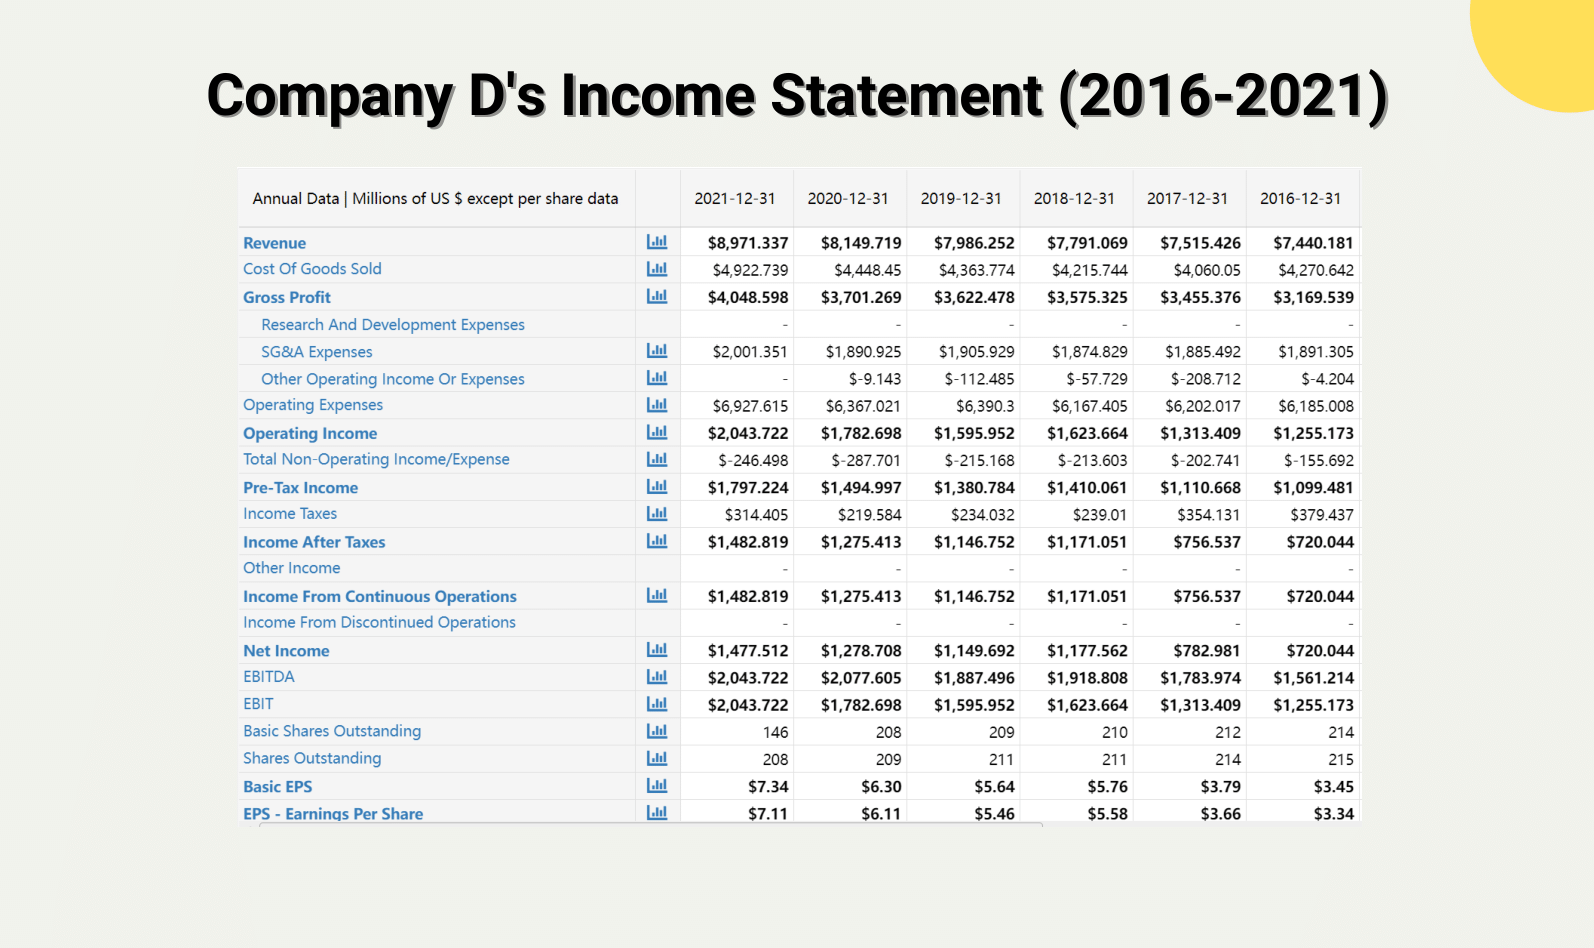 Company D's Income Statement (2016-2021)
Annual Data | Millions of US $ except per share data 2021-12-31 2020-12-31 2019-12-31 2018-12-31 2017-12-31 2016-12-31
Revenue $8,971.337 $8,149.719 $7,986.252 $7,791.069 $7,515.426 $7,440.181
Cost Of Goods Sold $4,922.739 $4,448.45 $4,363.774 $4,215.744 $4,060.05 $4,270.642
Gross Profit $4,048.598 $3,701.269 $3,622.478 $3,575.325 $3,455.376 $3,169.539
Research And Development Expenses - - - - - -
SG&A Expenses $2,001.351 $1,890.925 $1,905.929 $1,874.829 $1,885.492 $1,891.305
Other Operating Income Or Expenses - $-9.143 $-112.485 $-57.729 $-208.712 $-4.204
Operating Expenses $6,927.615 $6,367.021 $6,390.3 $6,167.405 $6,202.017 $6,185.008
Operating Income $2,043.722 $1,782.698 $1,595.952 $1,623.664 $1,313.409 $1,255.173
Total Non-Operating Income/Expense $-246.498 $-287.701 $-215.168 $-213.603 $-202.741 $-155.692
Pre-Tax Income $1,797.224 $1,494.997 $1,380.784 $1,410.061 $1,110.668 $1,099.481
Income Taxes $314.405 $219.584 $234.032 $239.01 $354.131 $379.437
Income After Taxes $1,482.819 $1,275.413 $1,146.752 $1,171.051 $756.537 $720.044
Other Income - - - - - -
Income From Continuous Operations $1,482.819 $1,275.413 $1,146.752 $1,171.051 $756.537 $720.044
Income From Discontinued Operations - - - - - -
Net Income $1,477.512 $1,278.708 $1,149.692 $1,177.562 $782.981 $720.044
EBITDA $2,043.722 $2,077.605 $1,887.496 $1,918.808 $1,783.974 $1,561.214
EBIT $2,043.722 $1,782.698 $1,595.952 $1,623.664 $1,313.409 $1,255.173
Basic Shares Outstanding 146 208 209 210 212 214
Shares Outstanding 208 209 211 211 214 215
Basic EPS $7.34 $6.30 $5.64 $5.76 $3.79 $3.45
EPS - Earnings Per Share $7.11 $6.11 $5.46 $5.58 $3.66 $3.34